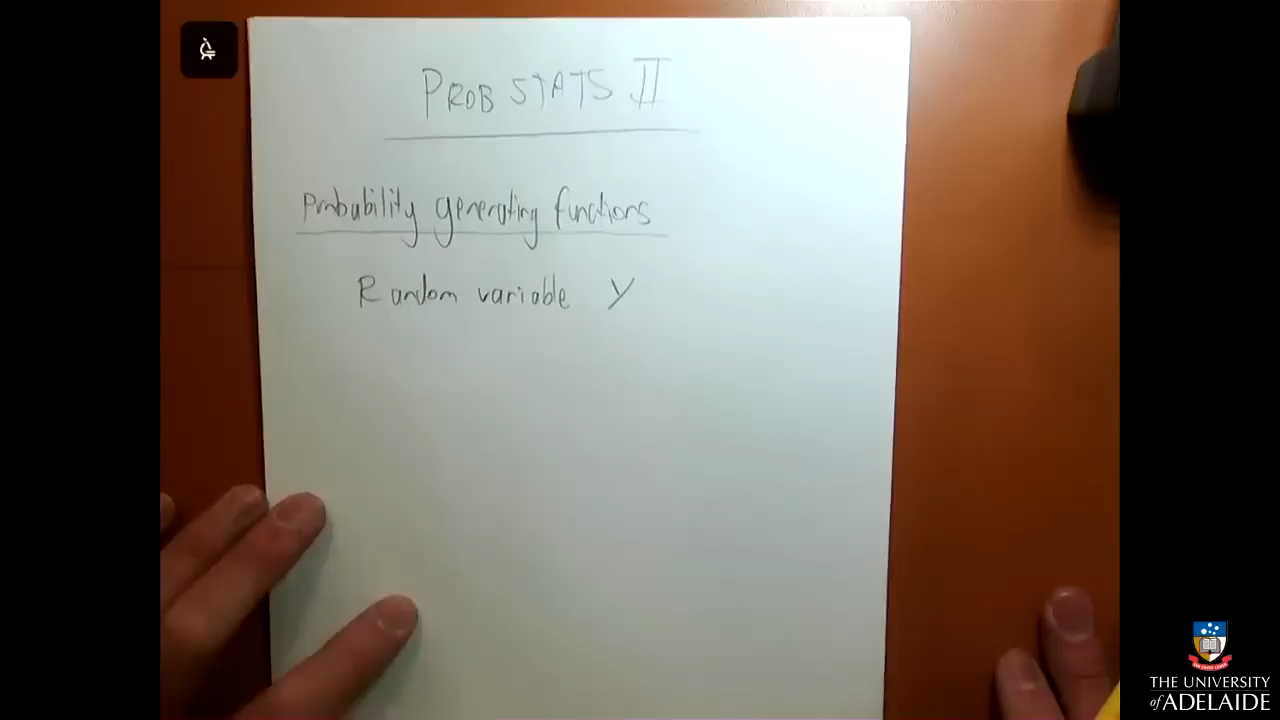 PROB STATS II
Probability generating functions
Random variable Y
THE UNIVERSITY
of ADELAIDE